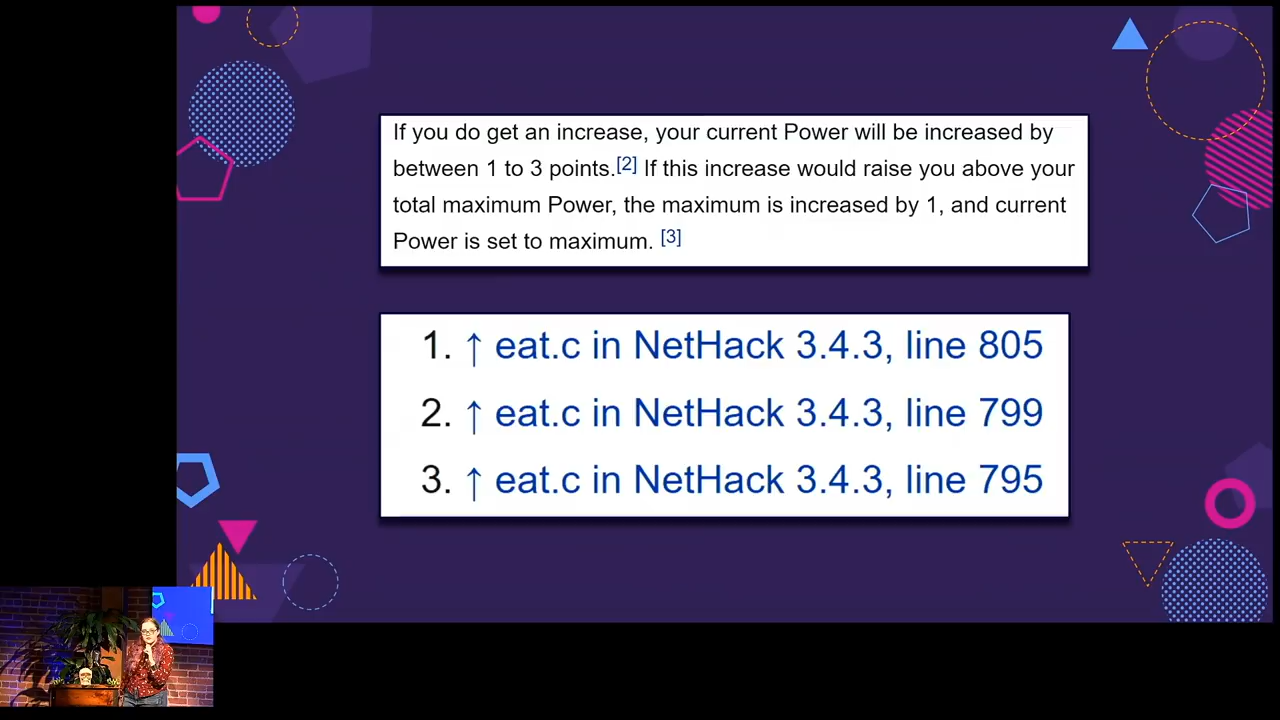 If you do get an increase, your current Power will be increased by
between 1 to 3 points.[2] If this increase would raise you above your
total maximum Power, the maximum is increased by 1, and current
Power is set to maximum. [3]
1. ↑ eat.c in NetHack 3.4.3, line 805
2. ↑ eat.c in NetHack 3.4.3, line 799
3. ↑ eat.c in NetHack 3.4.3, line 795